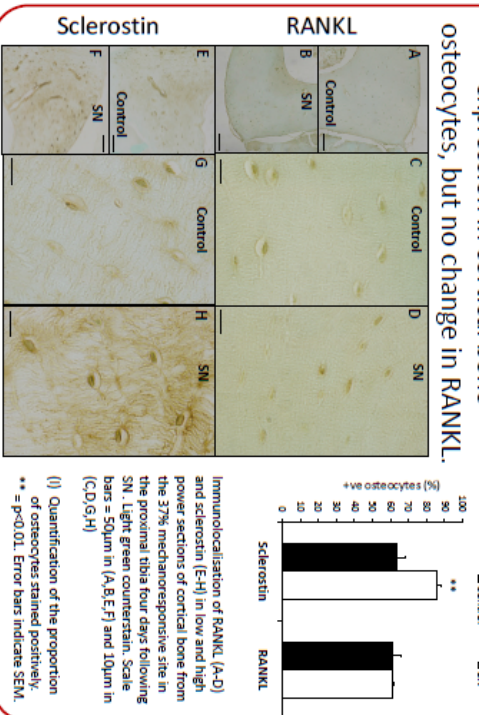 osteocytes, but no change in RANKL.
RANKL
Sclerostin
A
Control
B
SN
C
Control
D
SN
E
Control
F
SN
G
Control
H
SN
+ve osteocytes (%)
100
90
80
70
60
50
40
30
20
10
0
**
Sclerostin
RANKL
Immunolocalisation of RANKL (A-D)
and sclerostin (E-H) in low and high
power sections of cortical bone from
the 37% mechanoresponsive site in
the proximal tibia four days following
SN . Light green counterstain. Scale
bars = 50μm in (A,B,E,F) and 10μm in
(C,D,G,H)
(I) Quantification of the proportion
of osteocytes stained positively.
** = p<0.01. Error bars indicate SEM.